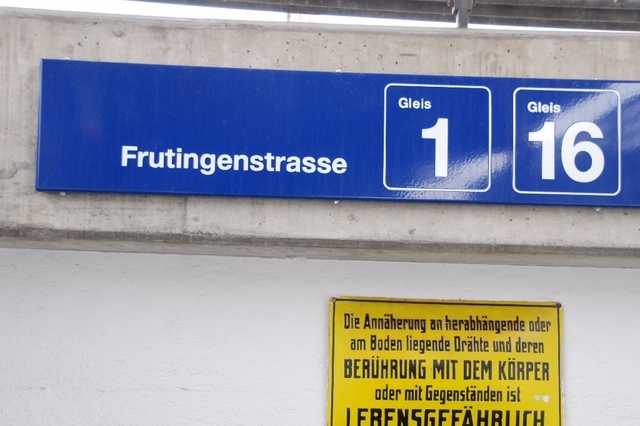 Frutingenstrasse
Gleis
1
Gleis
16
Die Annäherung an herabhängende oder
am Boden liegende Drähte und deren
BERÜHRUNG MIT DEM KÖRPER
oder mit Gegenständen ist
LEBENSGEFÄHRLICH